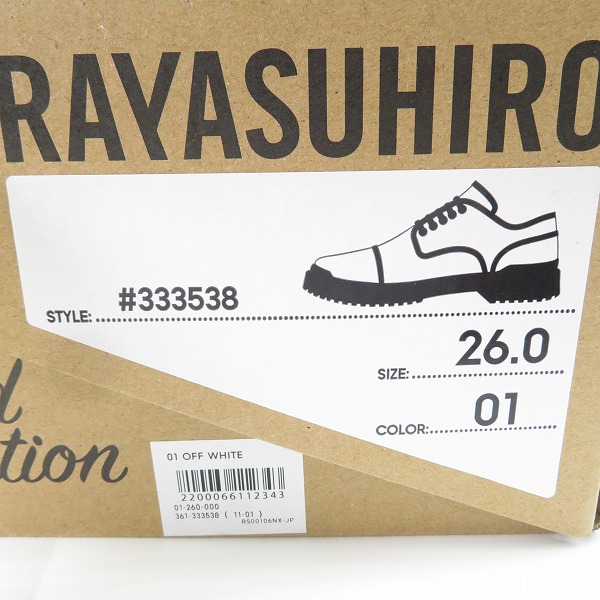 RAYASUHIRO
STYLE: #333538
SIZE: 26.0
COLOR: 01
d
tion
01 OFF WHITE
2200066112343
01-260-000
361-333538 ( 11-01 )
BS00106NX-JP